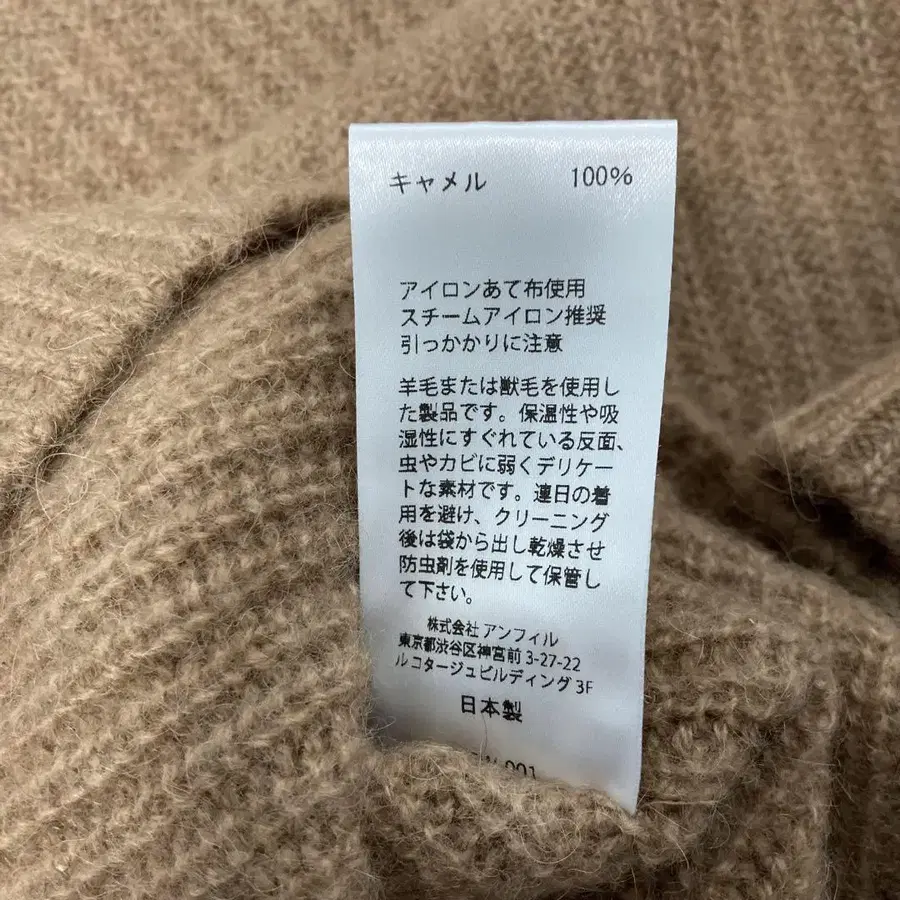 キャメル 100%
アイロンあて布使用
スチームアイロン推奨
引っかかりに注意
羊毛または獣毛を使用し
た製品です。保温性や吸
湿性にすぐれている反面、
虫やカビに弱くデリケー
トな素材です。連日の着
用を避け、クリーニング
後は袋から出し乾燥させ
防虫剤を使用して保管し
て下さい。
株式会社 アンフィル
東京都渋谷区神宮前 3-27-22
ル コタージュビルディング 3F
日本製